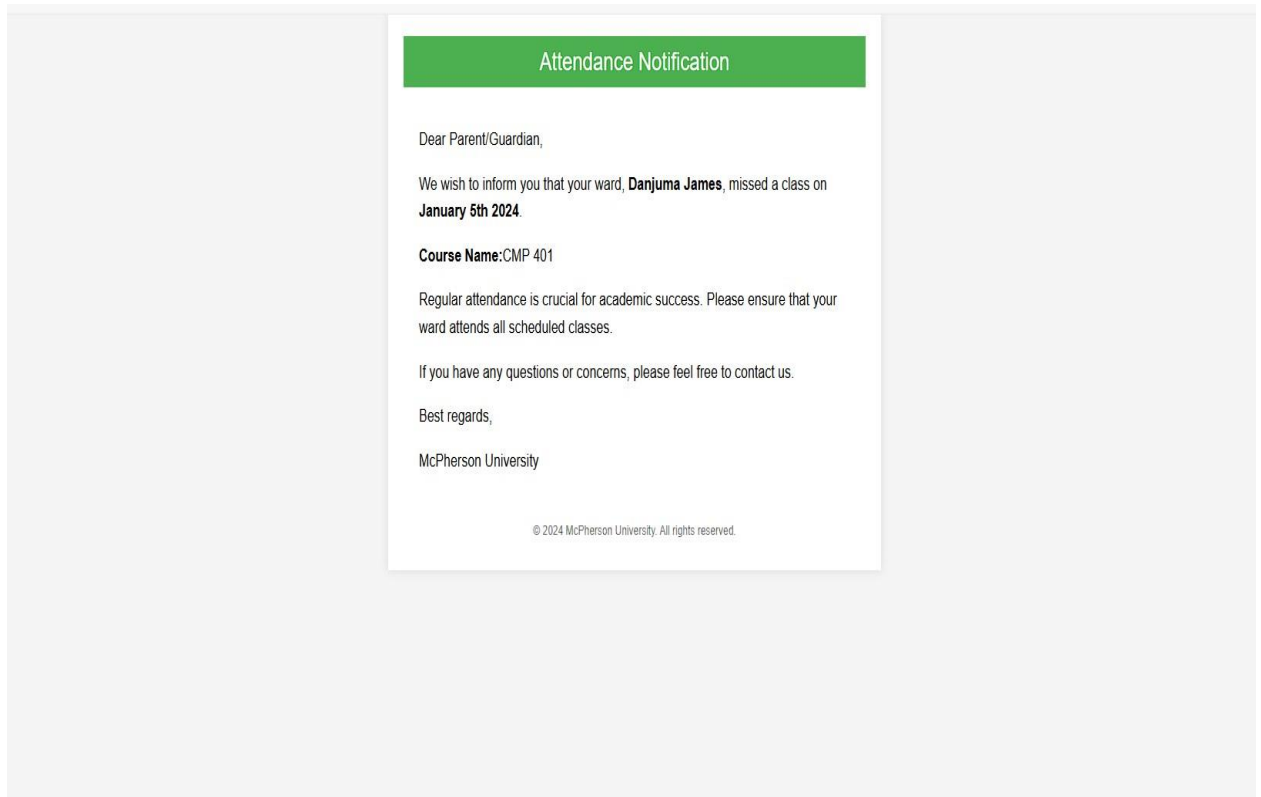 Attendance Notification
Dear Parent/Guardian,
We wish to inform you that your ward, Danjuma James, missed a class on
January 5th 2024.
Course Name:CMP 401
Regular attendance is crucial for academic success. Please ensure that your
ward attends all scheduled classes.
If you have any questions or concerns, please feel free to contact us.
Best regards,
McPherson University
© 2024 McPherson University. All rights reserved.